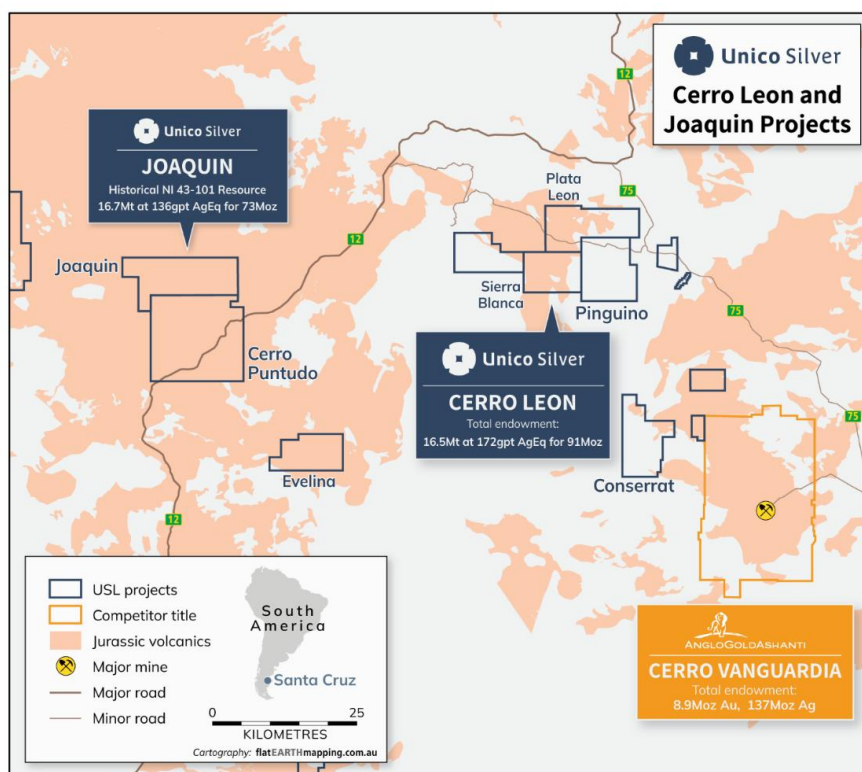 Unico Silver
Cerro Leon and
Joaquin Projects
12
Unico Silver
JOAQUIN
Historical NI 43-101 Resource
16.7Mt at 136gpt AgEq for 73Moz
Plata
Leon
75
12
Joaquin
Sierra
Blanca
Pinguino
75
Cerro
Puntudo
Unico Silver
CERRO LEON
Total endowment:
16.5Mt at 172gpt AgEq for 91Moz
75
Evelina
Conserrat
12
USL projects
Competitor title
Jurassic volcanics
Major mine
Major road
Minor road
South
America
Santa Cruz
0 25
KILOMETRES
Cartography: flatEARTHmapping.com.au
ANGLOGOLDASHANTI
CERRO VANGUARDIA
Total endowment:
8.9Moz Au, 137Moz Ag